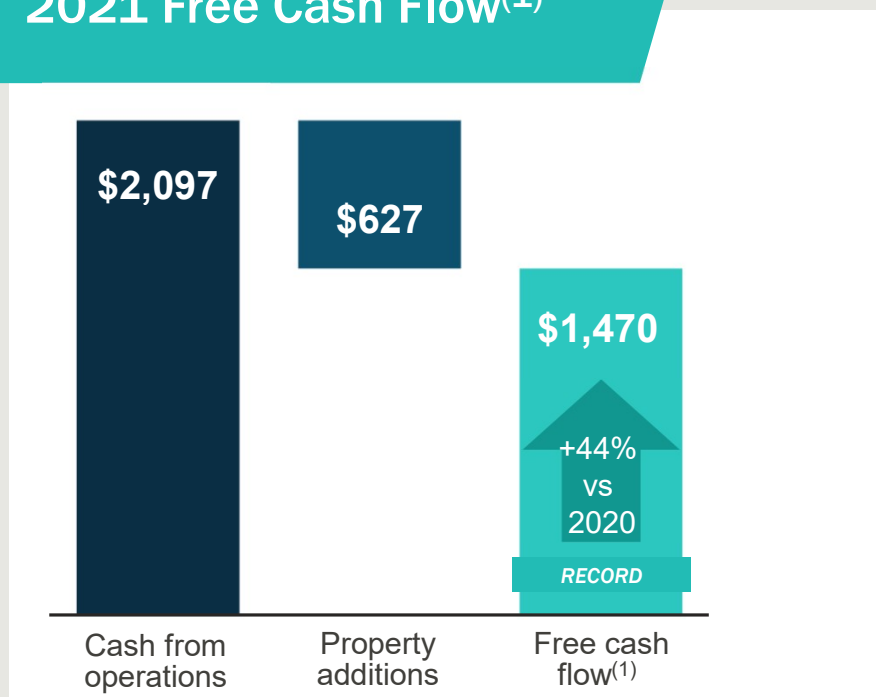 2021 Free Cash Flow(1)
$2,097
$627
$1,470
+44%
vs
2020
RECORD
Cash from
operations
Property
additions
Free cash
flow(1)